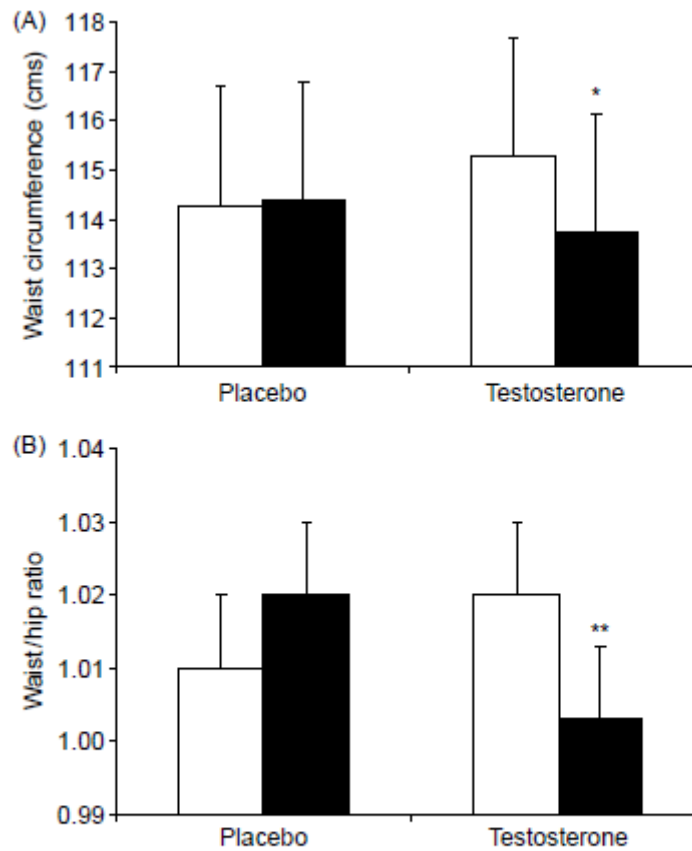 (A)
Waist circumference (cms)
118
117
116
115
114
113
112
111
*
Placebo
Testosterone
(B)
Waist/hip ratio
1.04
1.03
1.02
1.01
1.00
0.99
**
Placebo
Testosterone